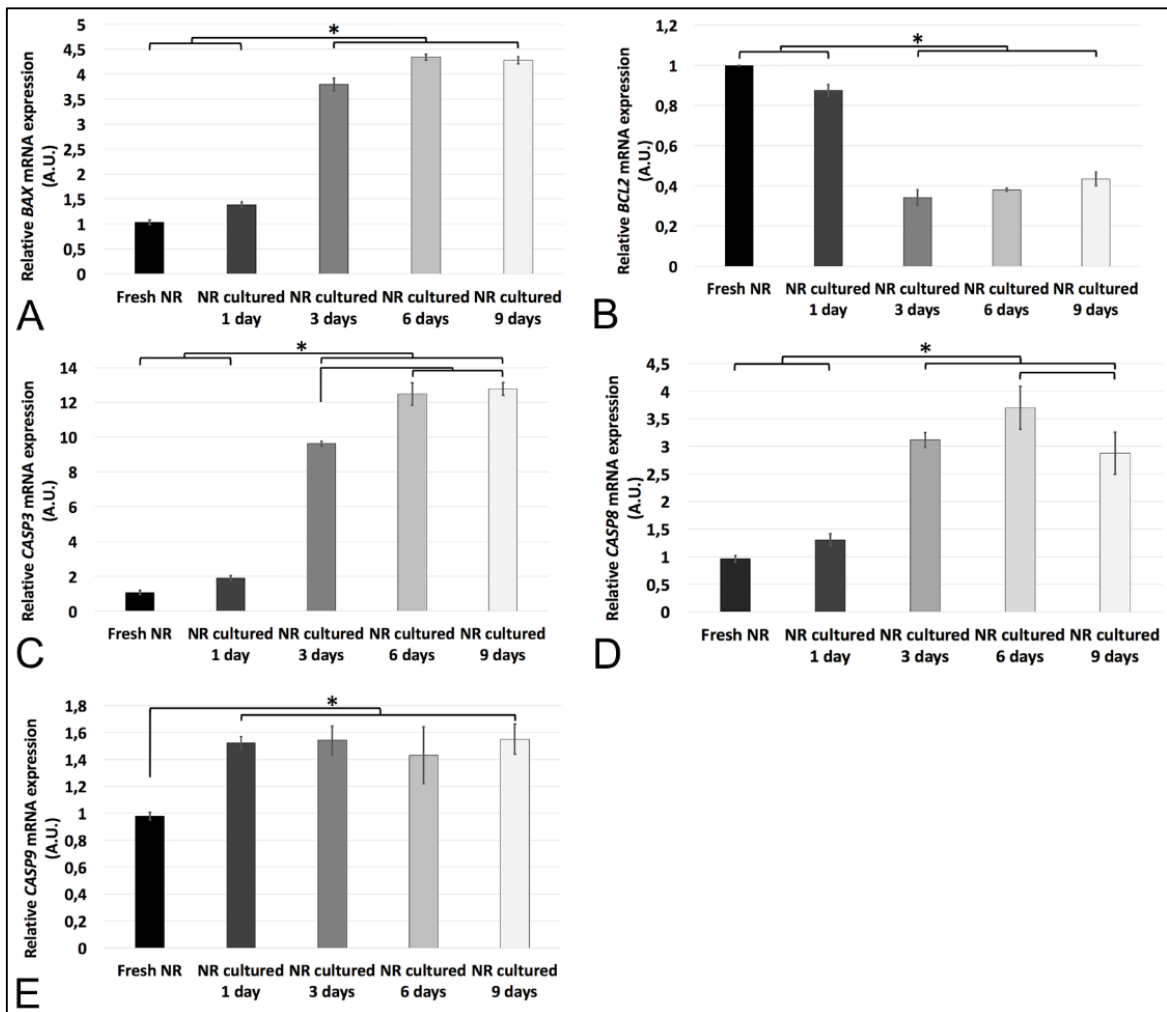 Relative BAX mRNA expression
(A.U.)
5
4,5
4
3,5
3
2,5
2
1,5
1
0,5
0
*
Fresh NR
NR cultured
1 day
NR cultured
3 days
NR cultured
6 days
NR cultured
9 days
A
Relative BCL2 mRNA expression
(A.U.)
1,2
1
0,8
0,6
0,4
0,2
0
*
Fresh NR
NR cultured
1 day
NR cultured
3 days
NR cultured
6 days
NR cultured
9 days
B
Relative CASP3 mRNA expression
(A.U.)
14
12
10
8
6
4
2
0
*
Fresh NR
NR cultured
1 day
NR cultured
3 days
NR cultured
6 days
NR cultured
9 days
C
Relative CASP8 mRNA expression
(A.U.)
4,5
4
3,5
3
2,5
2
1,5
1
0,5
0
*
Fresh NR
NR cultured
1 day
NR cultured
3 days
NR cultured
6 days
NR cultured
9 days
D
Relative CASP9 mRNA expression
(A.U.)
1,8
1,6
1,4
1,2
1
0,8
0,6
0,4
0,2
0
*
Fresh NR
NR cultured
1 day
NR cultured
3 days
NR cultured
6 days
NR cultured
9 days
E